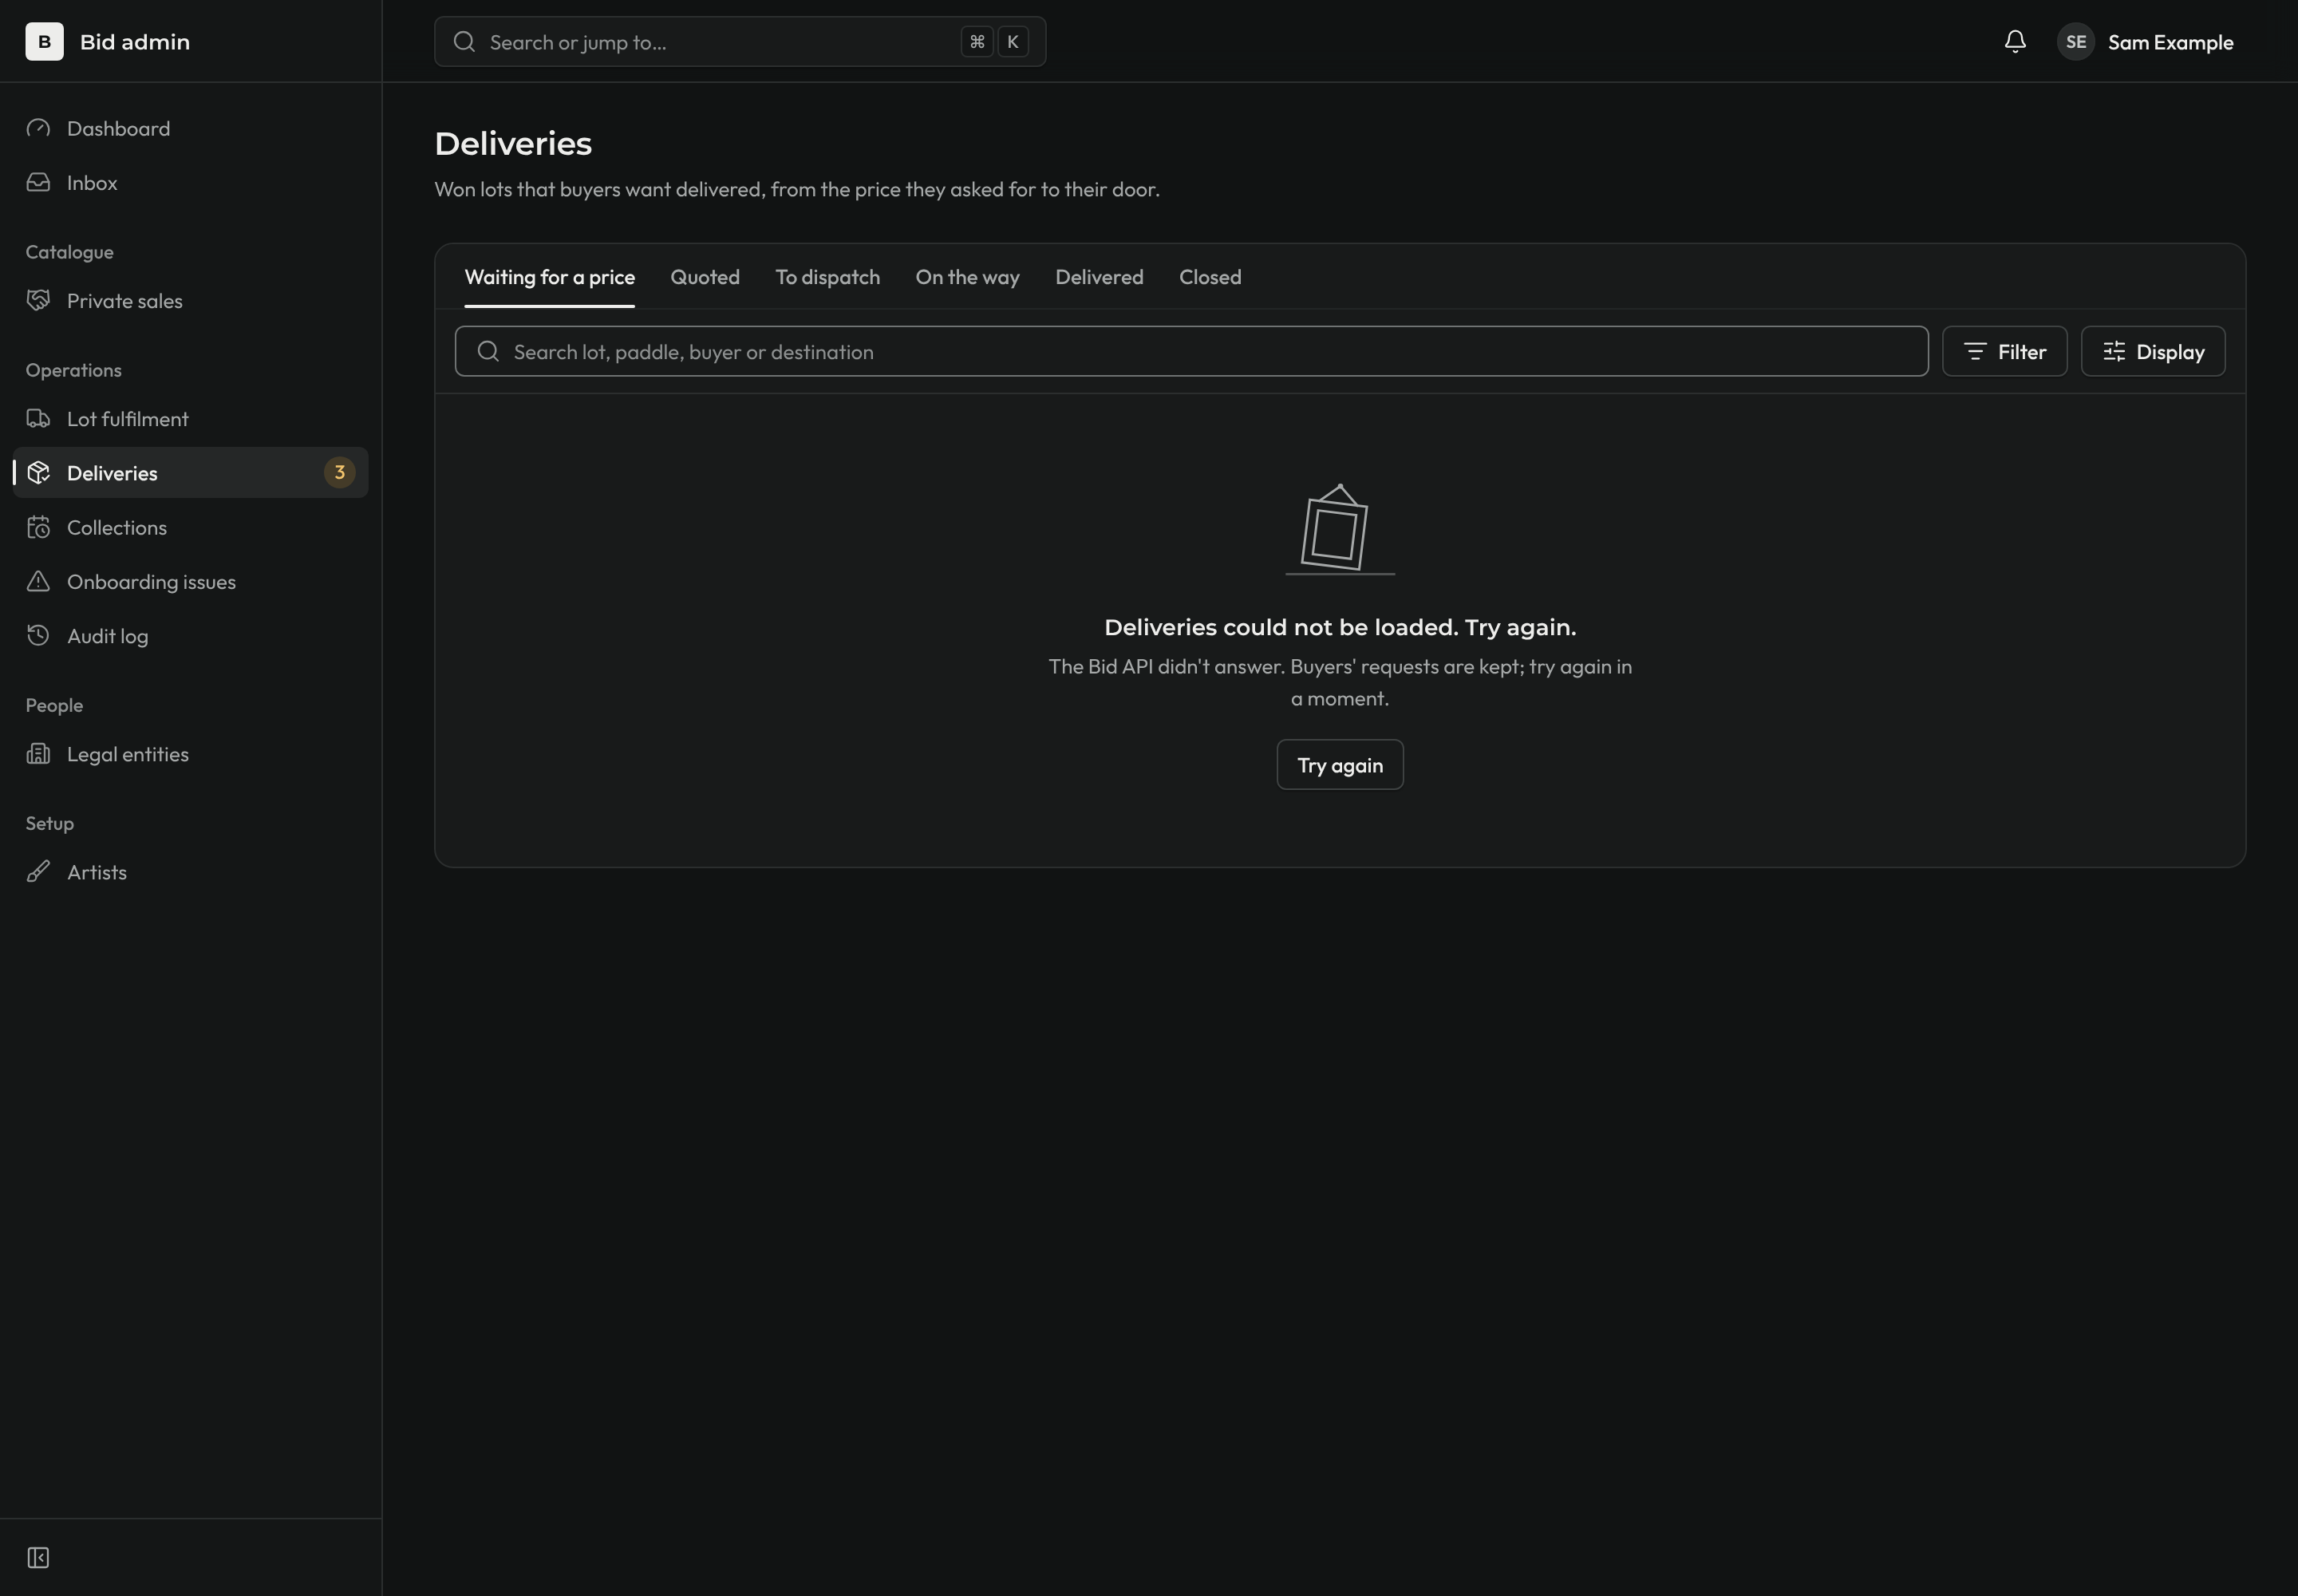 B Bid admin
Search or jump to...
⌘ K
SE Sam Example
Dashboard
Inbox
Catalogue
Private sales
Operations
Lot fulfilment
Deliveries 3
Collections
Onboarding issues
Audit log
People
Legal entities
Setup
Artists
Deliveries
Won lots that buyers want delivered, from the price they asked for to their door.
Waiting for a price Quoted To dispatch On the way Delivered Closed
Search lot, paddle, buyer or destination
Filter Display
Deliveries could not be loaded. Try again.
The Bid API didn't answer. Buyers' requests are kept; try again in
a moment.
Try again